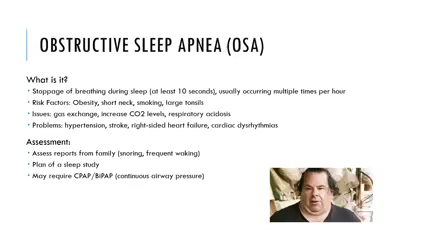 OBSTRUCTIVE SLEEP APNEA (OSA)
What is it?
• Stoppage of breathing during sleep (at least 10 seconds), usually occurring multiple times per hour
• Risk Factors: Obesity, short neck, smoking, large tonsils
• Issues: gas exchange, increase CO2 levels, respiratory acidosis
• Problems: hypertension, stroke, right-sided heart failure, cardiac dysrhythmias
Assessment:
• Assess reports from family (snoring, frequent waking)
• Plan of a sleep study
• May require CPAP/BiPAP (continuous airway pressure)